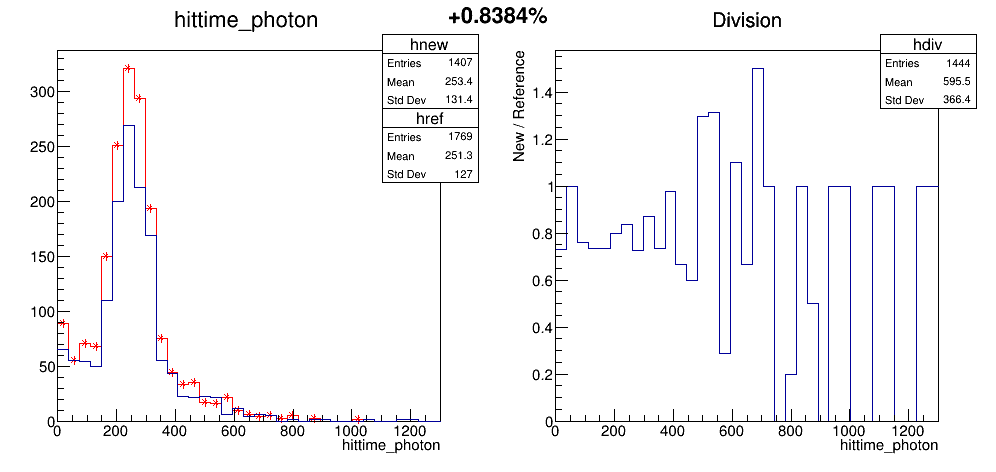 +0.8384%
hittime_photon
hnew
Entries 1407
Mean 253.4
Std Dev 131.4
href
Entries 1769
Mean 251.3
Std Dev 127
300
250
200
150
100
50
0
0 200 400 600 800 1000 1200
hittime_photon
Division
hdiv
Entries 1444
Mean 595.5
Std Dev 366.4
New / Reference
1.4
1.2
1
0.8
0.6
0.4
0.2
0
0 200 400 600 800 1000 1200
hittime_photon